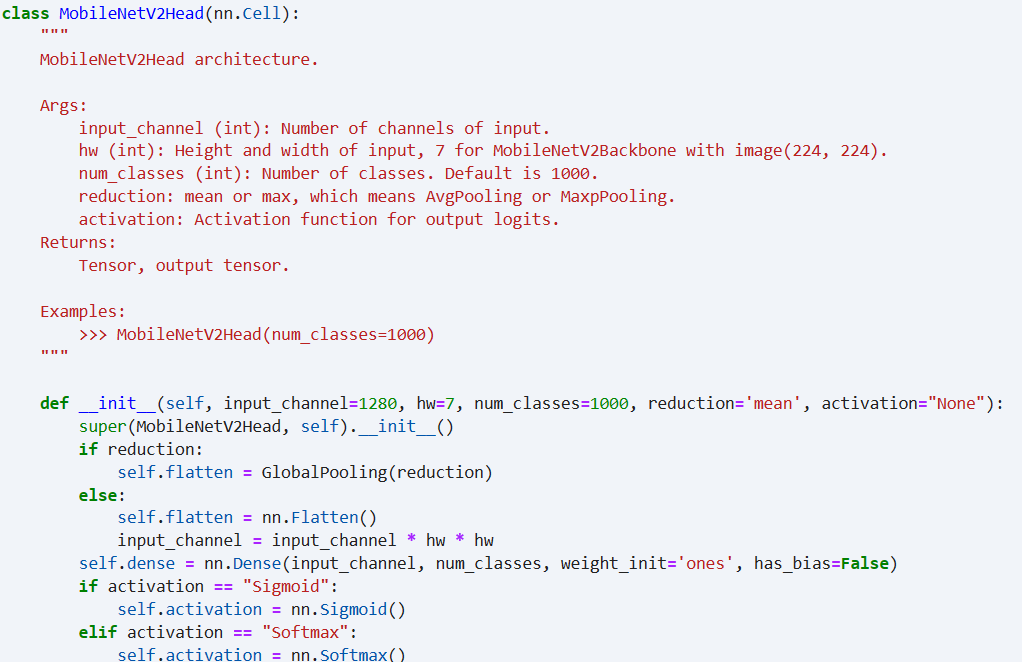 class MobileNetV2Head(nn.Cell):
    """
    MobileNetV2Head architecture.

    Args:
        input_channel (int): Number of channels of input.
        hw (int): Height and width of input, 7 for MobileNetV2Backbone with image(224, 224).
        num_classes (int): Number of classes. Default is 1000.
        reduction: mean or max, which means AvgPooling or MaxpPooling.
        activation: Activation function for output logits.
    Returns:
        Tensor, output tensor.

    Examples:
        >>> MobileNetV2Head(num_classes=1000)
    """

    def __init__(self, input_channel=1280, hw=7, num_classes=1000, reduction='mean', activation="None"):
        super(MobileNetV2Head, self).__init__()
        if reduction:
            self.flatten = GlobalPooling(reduction)
        else:
            self.flatten = nn.Flatten()
            input_channel = input_channel * hw * hw
        self.dense = nn.Dense(input_channel, num_classes, weight_init='ones', has_bias=False)
        if activation == "Sigmoid":
            self.activation = nn.Sigmoid()
        elif activation == "Softmax":
            self.activation = nn.Softmax()